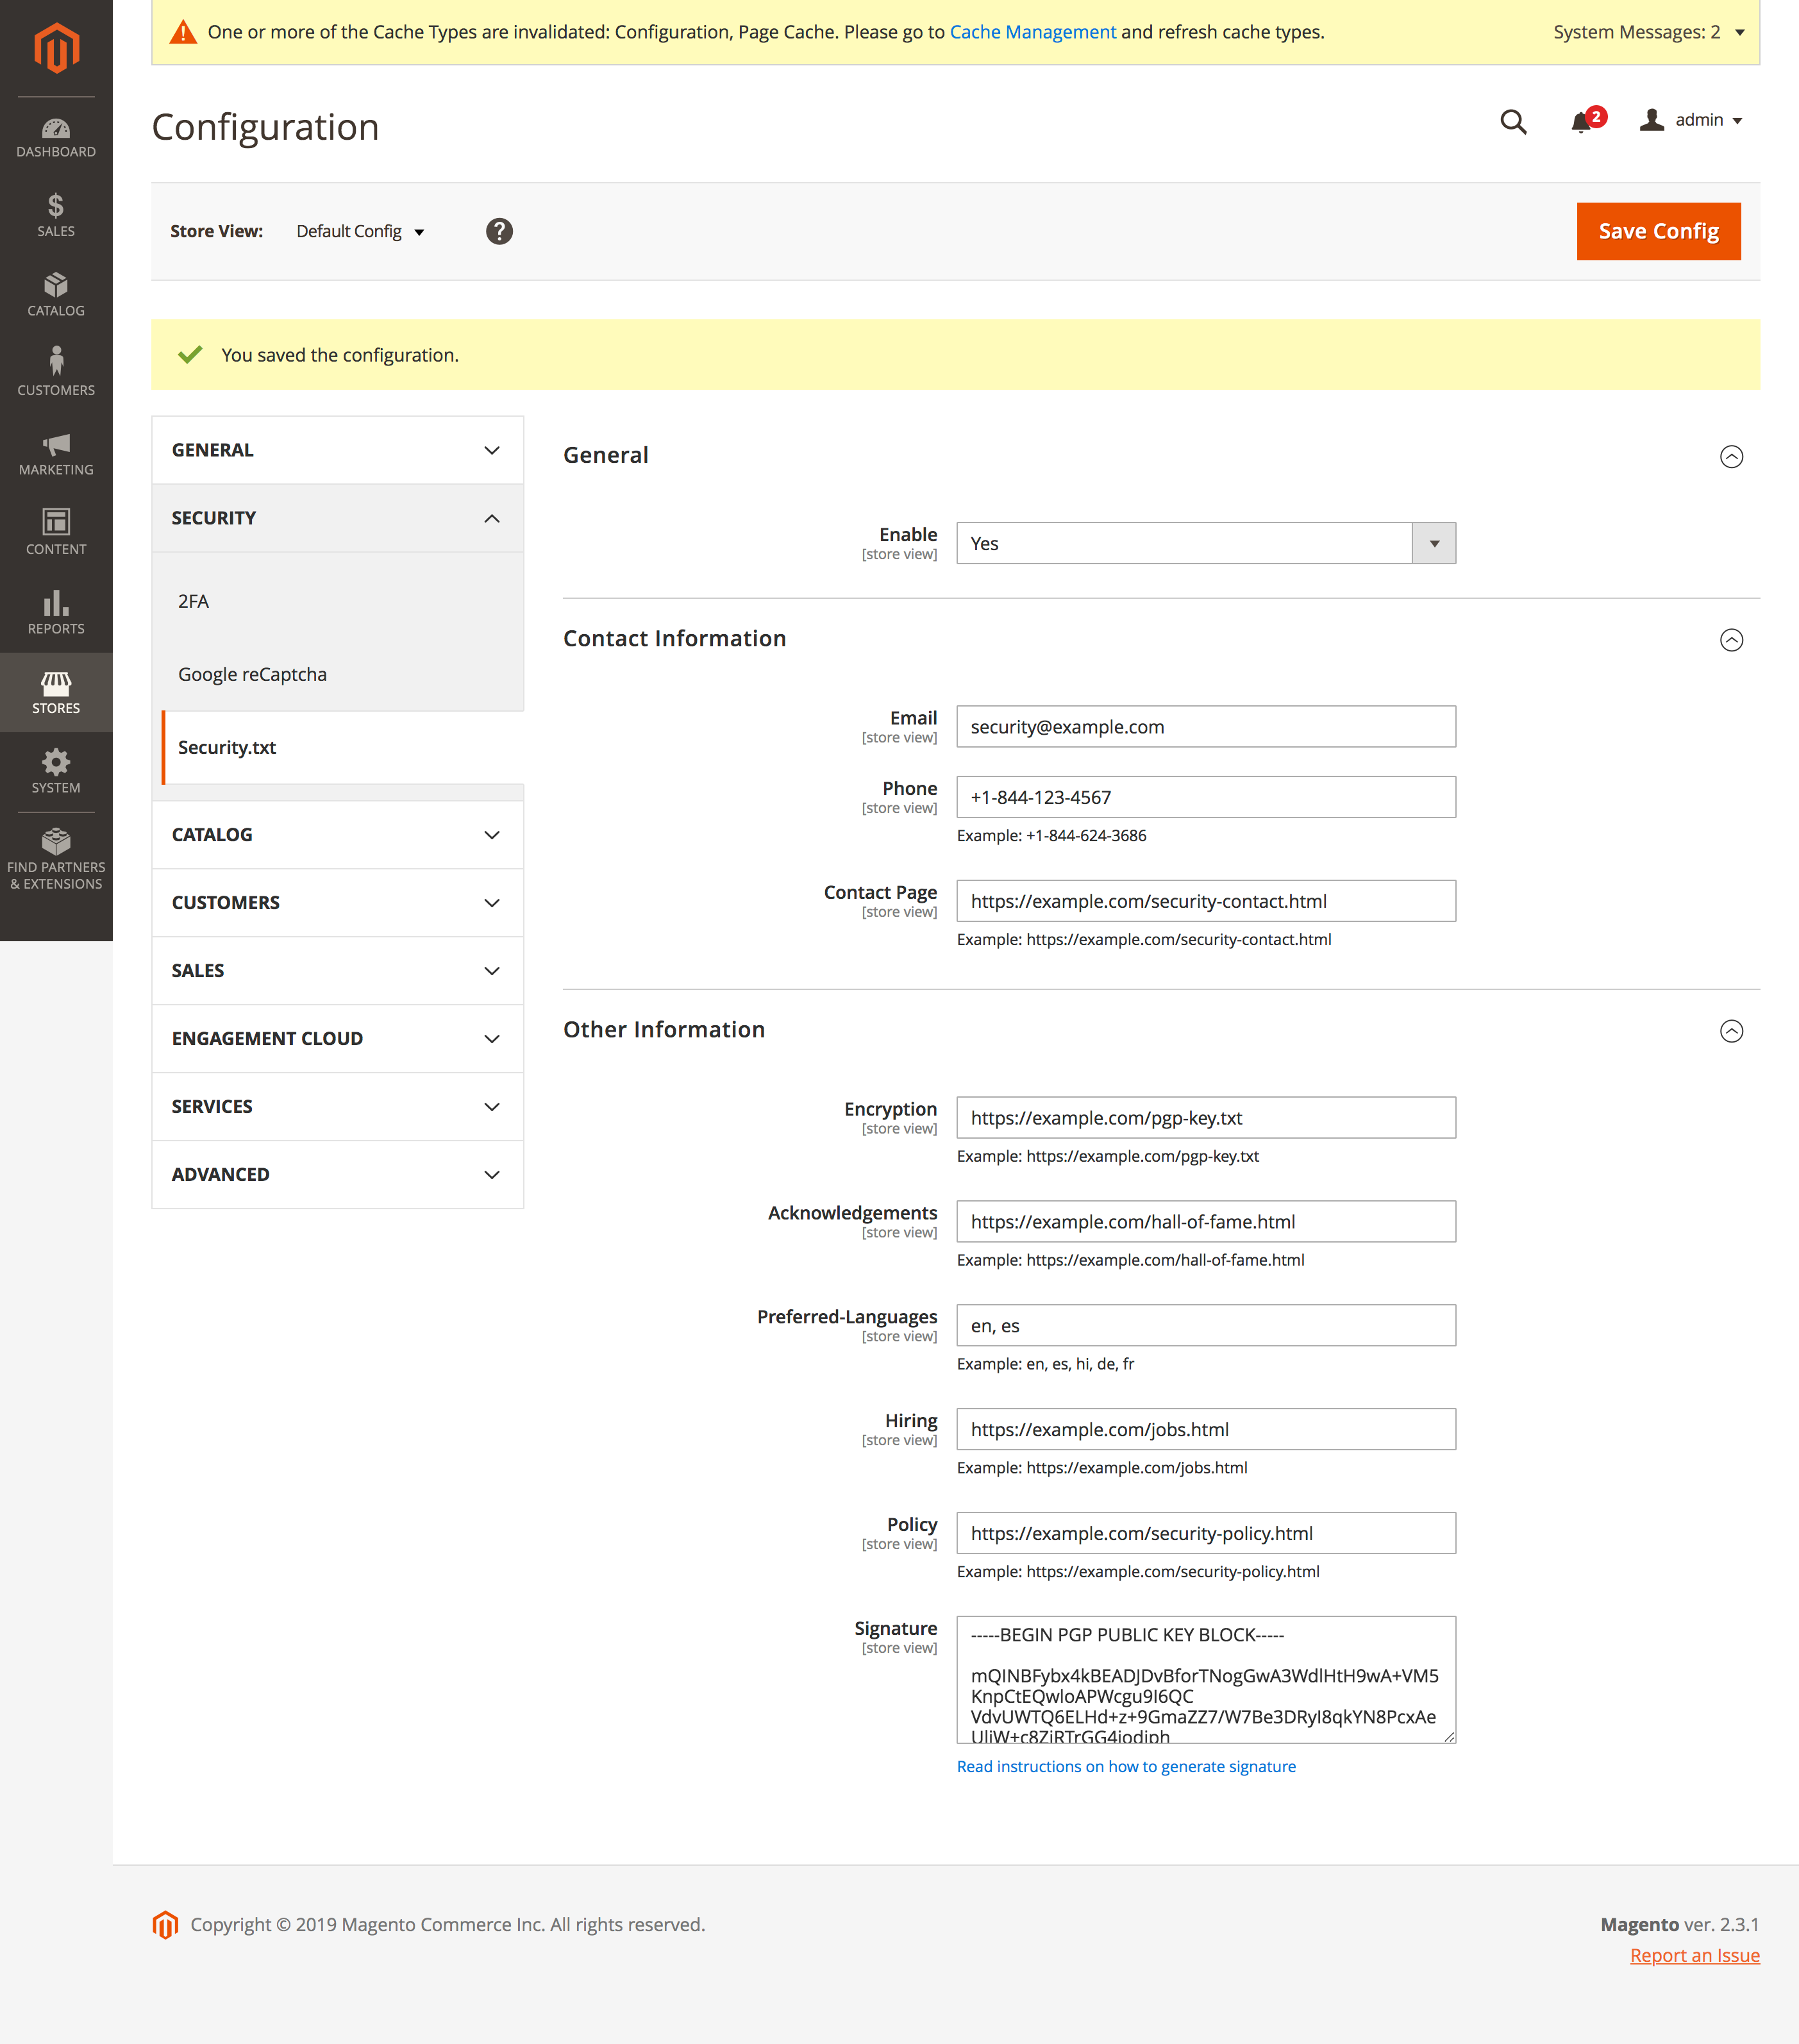 One or more of the Cache Types are invalidated: Configuration, Page Cache. Please go to Cache Management and refresh cache types.
System Messages: 2
DASHBOARD
SALES
CATALOG
CUSTOMERS
MARKETING
CONTENT
REPORTS
STORES
SYSTEM
FIND PARTNERS
& EXTENSIONS
Configuration
2
admin
Store View:
Default Config
?
Save Config
You saved the configuration.
GENERAL
SECURITY
2FA
Google reCaptcha
Security.txt
CATALOG
CUSTOMERS
SALES
ENGAGEMENT CLOUD
SERVICES
ADVANCED
General
Enable
[store view]
Yes
Contact Information
Email
[store view]
security@example.com
Phone
[store view]
+1-844-123-4567
Example: +1-844-624-3686
Contact Page
[store view]
https://example.com/security-contact.html
Example: https://example.com/security-contact.html
Other Information
Encryption
[store view]
https://example.com/pgp-key.txt
Example: https://example.com/pgp-key.txt
Acknowledgements
[store view]
https://example.com/hall-of-fame.html
Example: https://example.com/hall-of-fame.html
Preferred-Languages
[store view]
en, es
Example: en, es, hi, de, fr
Hiring
[store view]
https://example.com/jobs.html
Example: https://example.com/jobs.html
Policy
[store view]
https://example.com/security-policy.html
Example: https://example.com/security-policy.html
Signature
[store view]
-----BEGIN PGP PUBLIC KEY BLOCK-----
mQINBFybx4kBEADJDvBforTNogGwA3WdlHtH9wA+VM5
KnpCtEQwloAPWcgu9I6QC
VdvUWTQ6ELHd+z+9GmaZZ7/W7Be3DRyI8qkYN8PcxAe
Read instructions on how to generate signature
Copyright © 2019 Magento Commerce Inc. All rights reserved.
Magento ver. 2.3.1
Report an Issue